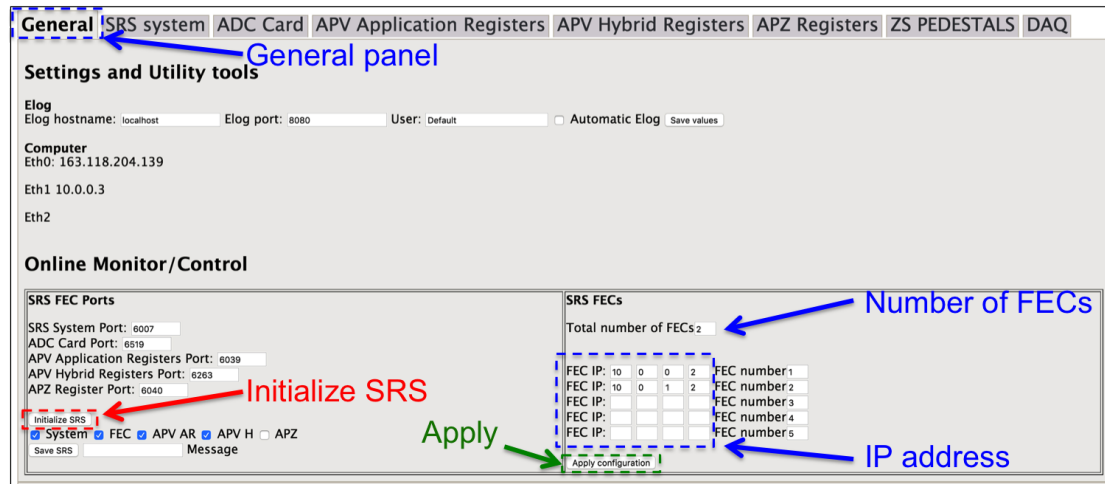 General SRS system ADC Card APV Application Registers APV Hybrid Registers APZ Registers ZS PEDESTALS DAQ
General panel
Settings and Utility tools
Elog
Elog hostname: localhost Elog port: 8080 User: Default Automatic Elog Save values
Computer
Eth0: 163.118.204.139
Eth1 10.0.0.3
Eth2
Online Monitor/Control
SRS FEC Ports
SRS System Port: 6007
ADC Card Port: 6519
APV Application Registers Port: 6039
APV Hybrid Registers Port: 6263
APZ Register Port: 6040
Initialize SRS
Initialize SRS
System FEC APV AR APV H APZ
Save SRS Message
SRS FECs
Number of FECs
Total number of FECs 2
FEC IP: 10 0 0 2 FEC number 1
FEC IP: 10 0 1 2 FEC number 2
FEC IP: FEC number 3
FEC IP: FEC number 4
FEC IP: FEC number 5
Apply
IP address
Apply configuration